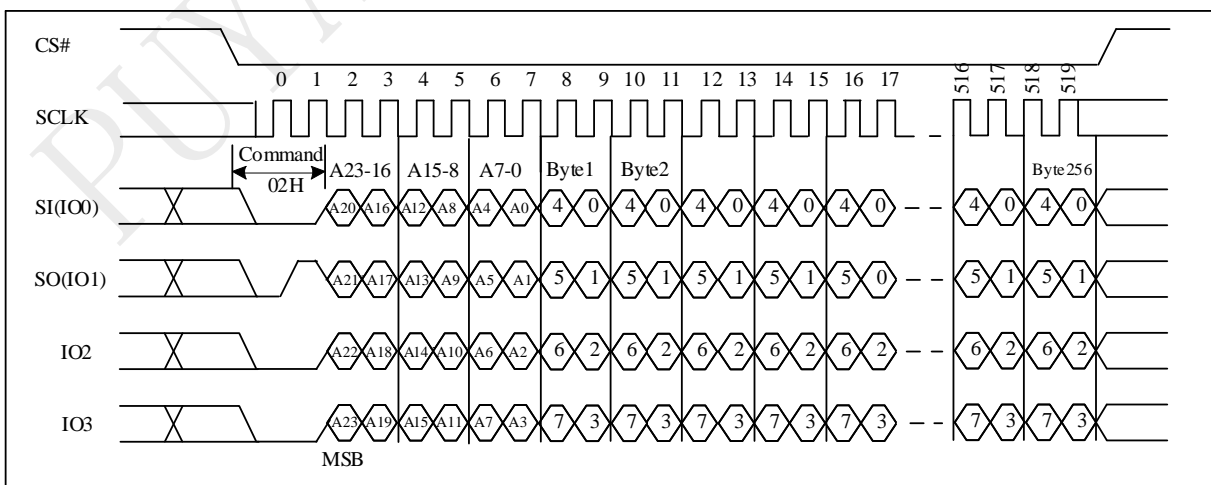 PUYA
CS#
0 1 2 3 4 5 6 7 8 9 10 11 12 13 14 15 16 17 516 517 518 519
SCLK
Command
02H
A23-16 A15-8 A7-0 Byte1 Byte2 Byte256
SI(IO0) A20 A16 A12 A8 A4 A0 4 0 4 0 4 0 4 0 4 0 4 0 4 0
SO(IO1) A21 A17 A13 A9 A5 A1 5 1 5 1 5 1 5 1 5 0 5 1 5 1
IO2 A22 A18 A14 A10 A6 A2 6 2 6 2 6 2 6 2 6 2 6 2 6 2
IO3 A23 A19 A15 A11 A7 A3 7 3 7 3 7 3 7 3 7 3 7 3 7 3
MSB